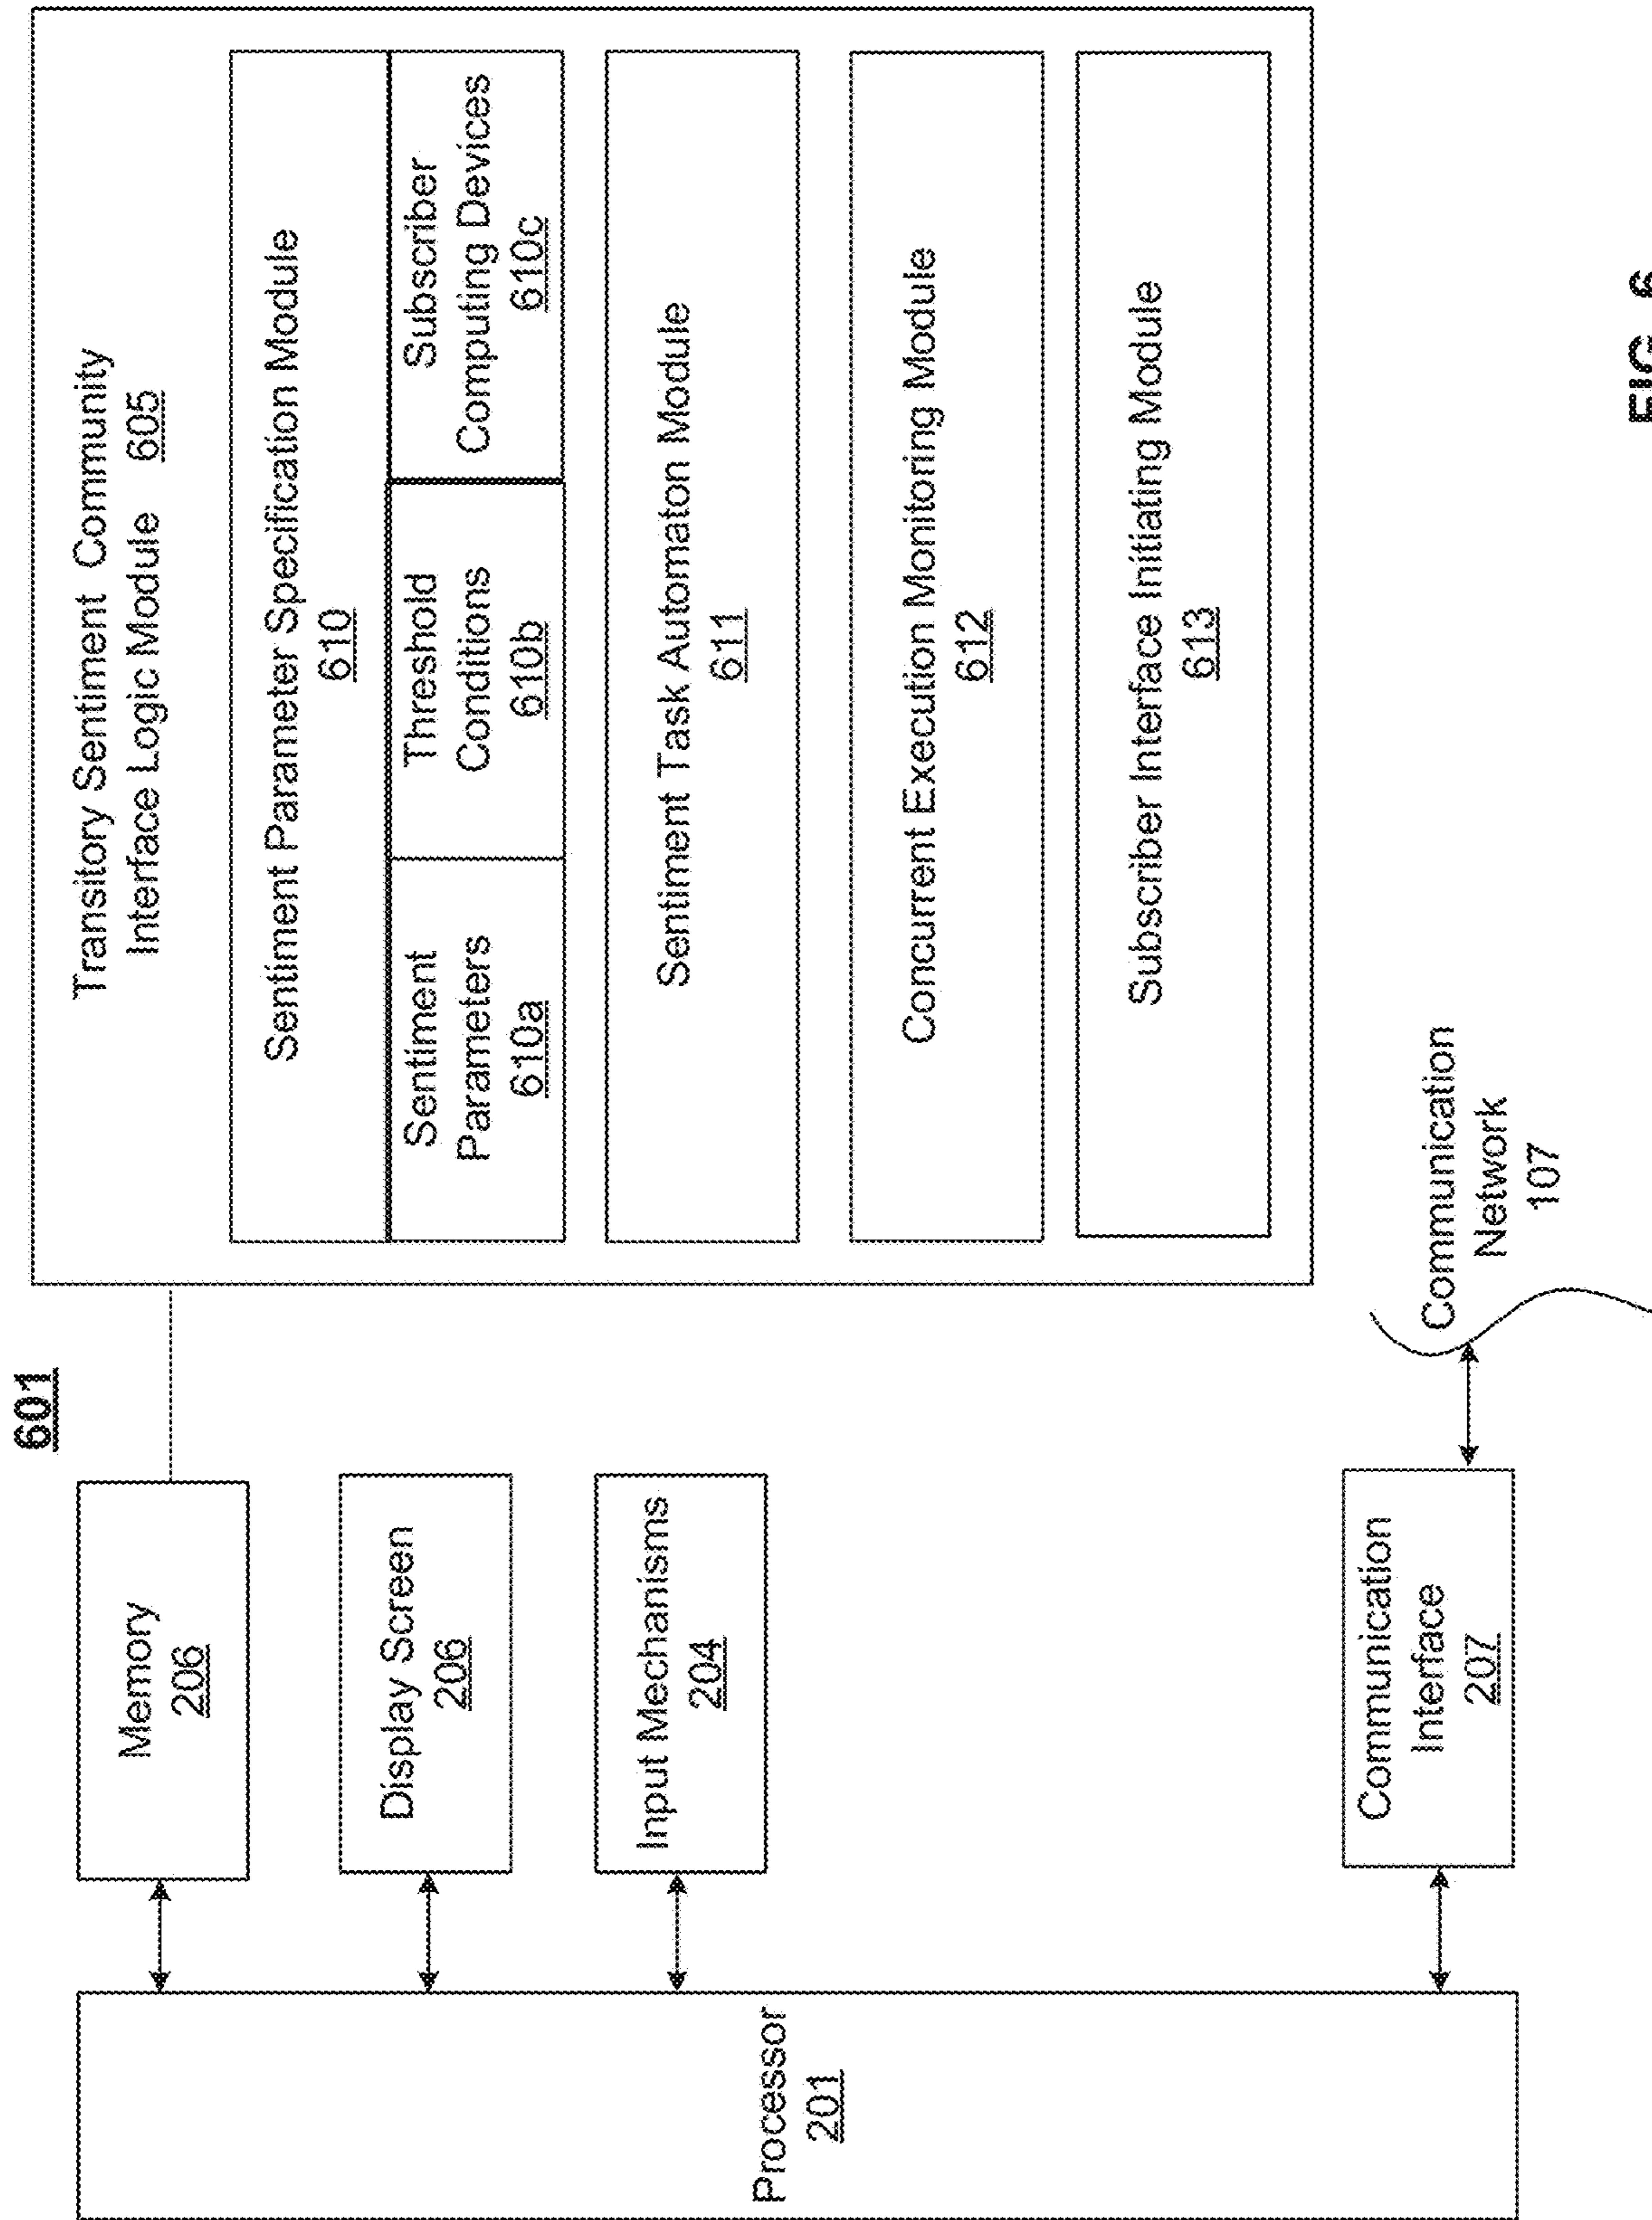 601
Processor
201
Memory
206
Display Screen
206
Input Mechanisms
204
Communication
Interface
207
Communication
Network
107
Transitory Sentiment Community
Interface Logic Module 605
Sentiment Parameter Specification Module
610
Sentiment
Parameters
610a
Threshold
Conditions
610b
Subscriber
Computing Devices
610c
Sentiment Task Automaton Module
611
Concurrent Execution Monitoring Module
612
Subscriber Interface Initiating Module
613
FIG. 6